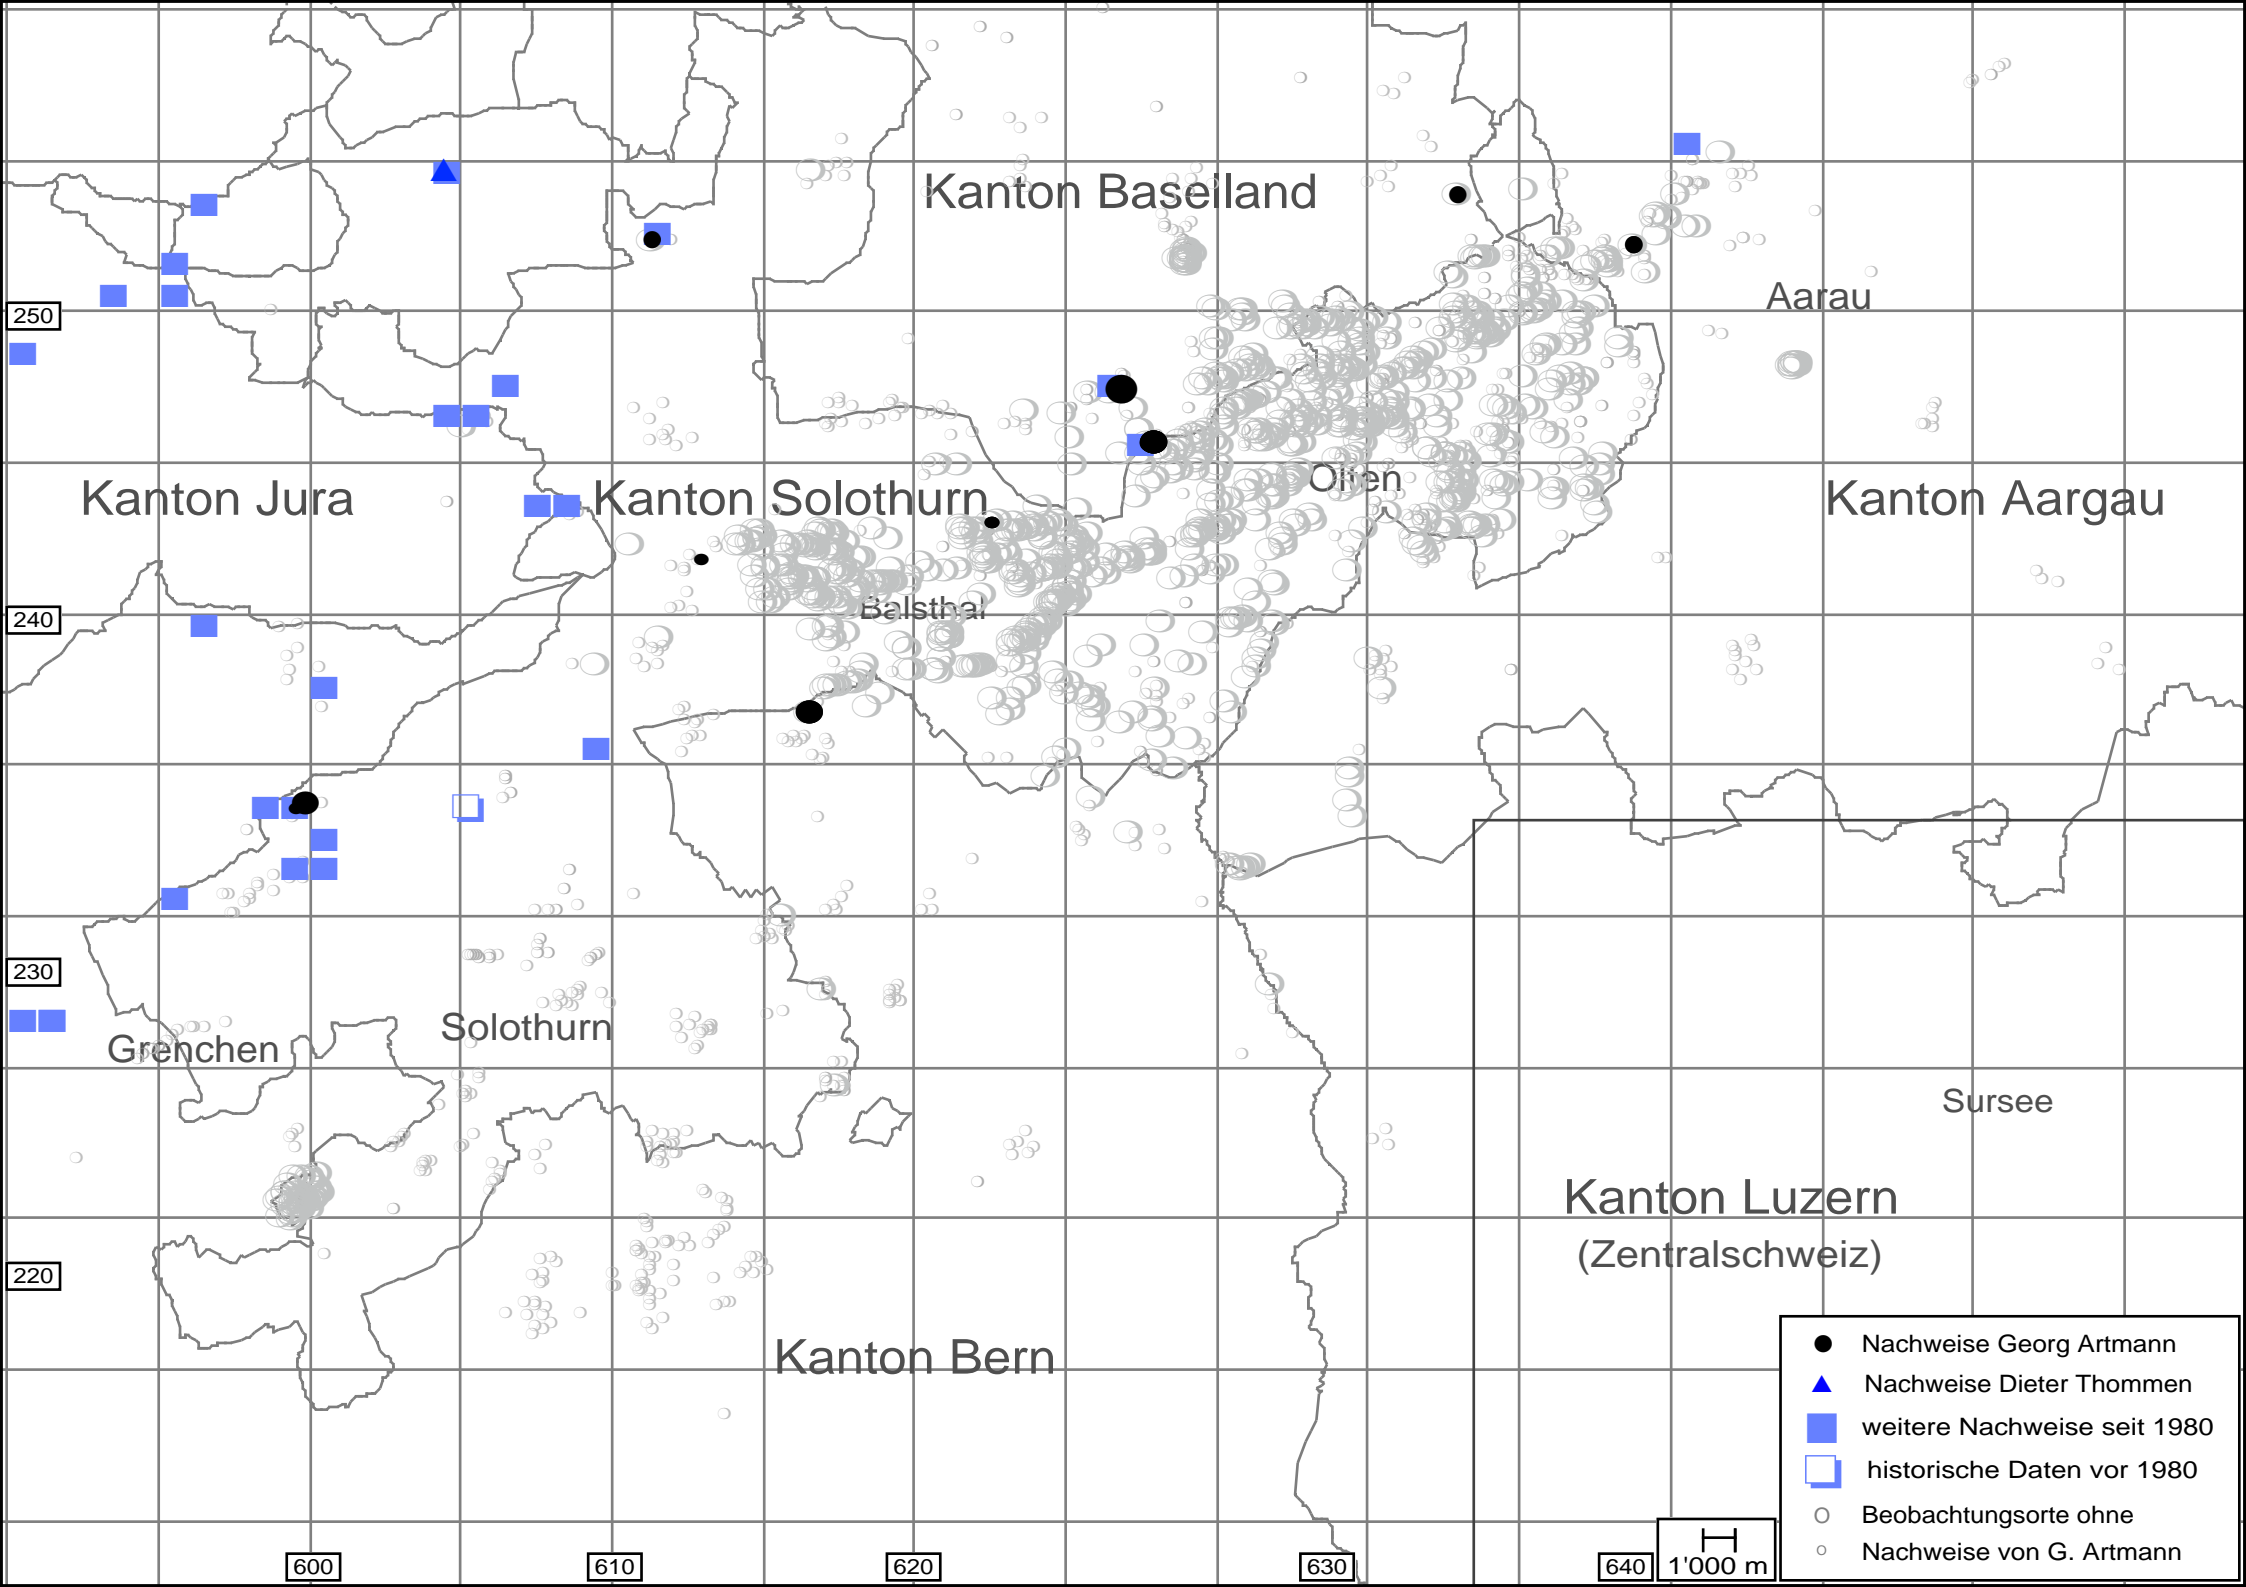 Kanton Baselland
Aarau
250
Kanton Jura
Kanton Solothurn
Olten
Kanton Aargau
Balsthal
240
230
Grenchen
Solothurn
Sursee
Kanton Luzern
(Zentralschweiz)
220
Kanton Bern
Nachweise Georg Artmann
Nachweise Dieter Thommen
weitere Nachweise seit 1980
historische Daten vor 1980
Beobachtungsorte ohne
Nachweise von G. Artmann
600
610
620
630
640
1'000 m